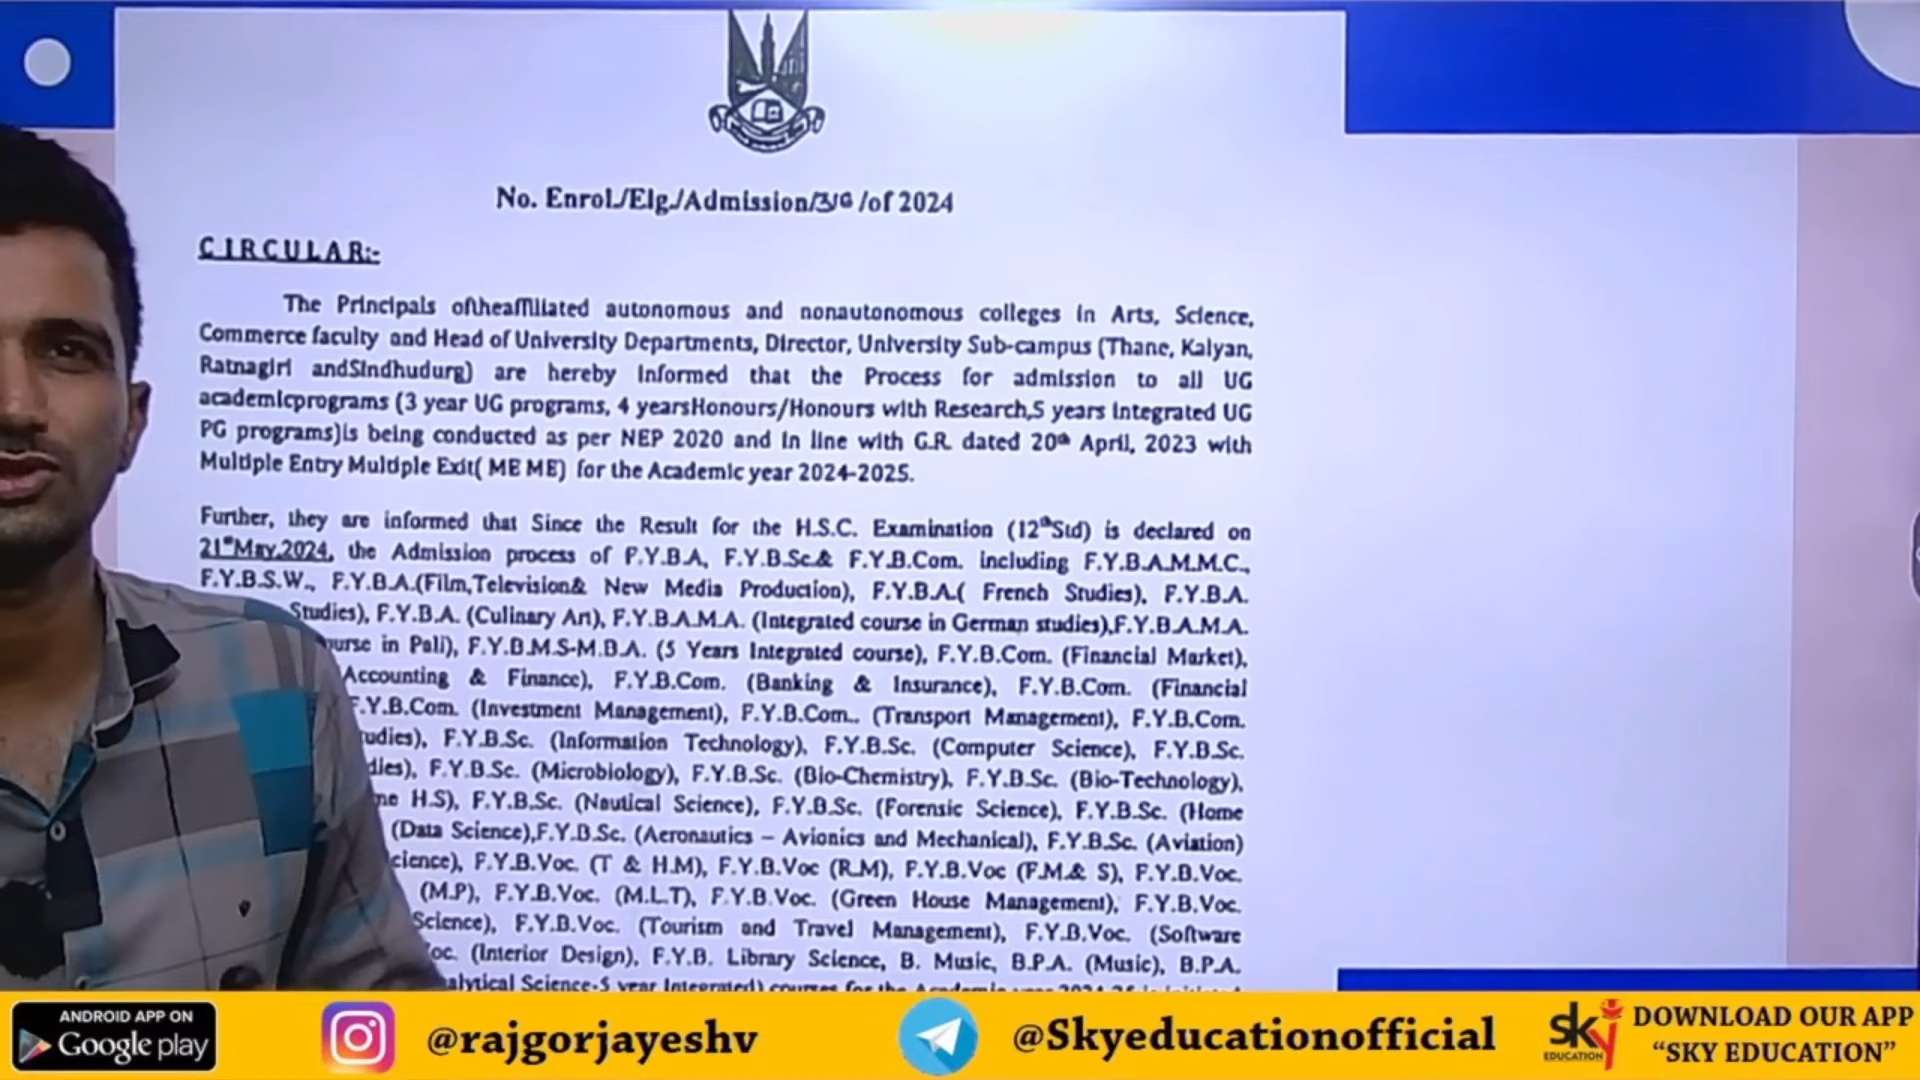 No. Enrol./Elg./Admission/310 /of 2024
CIRCULAR:-
The Principals oftheaffiliated autonomous and nonautonomous colleges in Arts, Science,
Commerce faculty and Head of University Departments, Director, University Sub-campus (Thane, Kalyan,
Ratnagiri andSindhudurg) are hereby informed that the Process for admission to all UG
academicprograms (3 year UG programs, 4 yearsHonours/Honours with Research,5 years Integrated UG
PG programs)is being conducted as per NEP 2020 and in line with G.R. dated 20th April, 2023 with
Multiple Entry Multiple Exit( ME ME) for the Academic year 2024-2025.
Further, they are informed that Since the Result for the H.S.C. Examination (12thStd) is declared on
21stMay,2024, the Admission process of F.Y.B.A, F.Y.B.Sc.& F.Y.B.Com. including F.Y.B.A.M.M.C.,
F.Y.B.S.W., F.Y.B.A.(Film,Television& New Media Production), F.Y.B.A.( French Studies), F.Y.B.A.
Studies), F.Y.B.A. (Culinary Art), F.Y.B.A.M.A. (Integrated course in German studies),F.Y.B.A.M.A.
in Pali), F.Y.B.M.S-M.B.A. (5 Years Integrated course), F.Y.B.Com. (Financial Market),
Accounting & Finance), F.Y.B.Com. (Banking & Insurance), F.Y.B.Com. (Financial
F.Y.B.Com. (Investment Management), F.Y.B.Com.. (Transport Management), F.Y.B.Com.
F.Y.B.Sc. (Information Technology), F.Y.B.Sc. (Computer Science), F.Y.B.Sc.
F.Y.B.Sc. (Microbiology), F.Y.B.Sc. (Bio-Chemistry), F.Y.B.Sc. (Bio-Technology),
H.S), F.Y.B.Sc. (Nautical Science), F.Y.B.Sc. (Forensic Science), F.Y.B.Sc. (Home
(Data Science),F.Y.B.Sc. (Aeronautics – Avionics and Mechanical), F.Y.B.Sc. (Aviation)
F.Y.B.Voc. (T & H.M), F.Y.B.Voc (R.M), F.Y.B.Voc (F.M.& S), F.Y.B.Voc.
(M.P), F.Y.B.Voc. (M.L.T), F.Y.B.Voc. (Green House Management), F.Y.B.Voc.
Science), F.Y.B.Voc. (Tourism and Travel Management), F.Y.B.Voc. (Software
(Interior Design), F.Y.B. Library Science, B. Music, B.P.A. (Music), B.P.A.
Science-5 year Integrated) courses for the Academic year
ANDROID APP ON
Google play
@rajgorjayeshv
@Skyeducationofficial
sky
EDUCATION
DOWNLOAD OUR APP
“SKY EDUCATION”